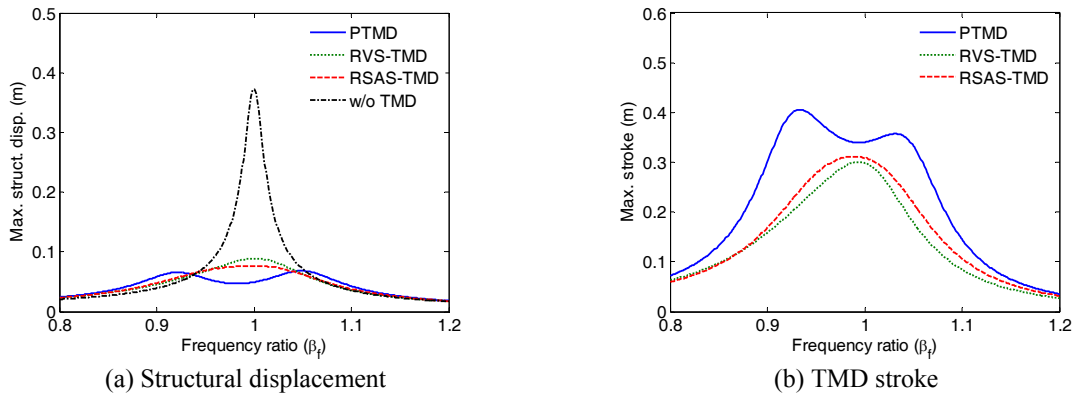 0.5
0.4
0.3
0.2
0.1
0
0.8 0.9 1 1.1 1.2
Max. struct. disp. (m)
Frequency ratio (βf)
PTMD
RVS-TMD
RSAS-TMD
w/o TMD
(a) Structural displacement
0.6
0.5
0.4
0.3
0.2
0.1
0
0.8 0.9 1 1.1 1.2
Max. stroke (m)
Frequency ratio (βf)
PTMD
RVS-TMD
RSAS-TMD
(b) TMD stroke